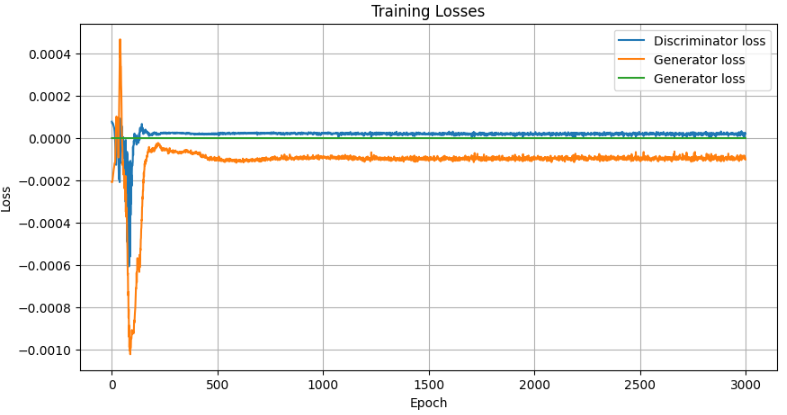 Training Losses
Discriminator loss
Generator loss
Generator loss
0.0004
0.0002
0.0000
−0.0002
−0.0004
−0.0006
−0.0008
−0.0010
Loss
0
500
1000
1500
2000
2500
3000
Epoch